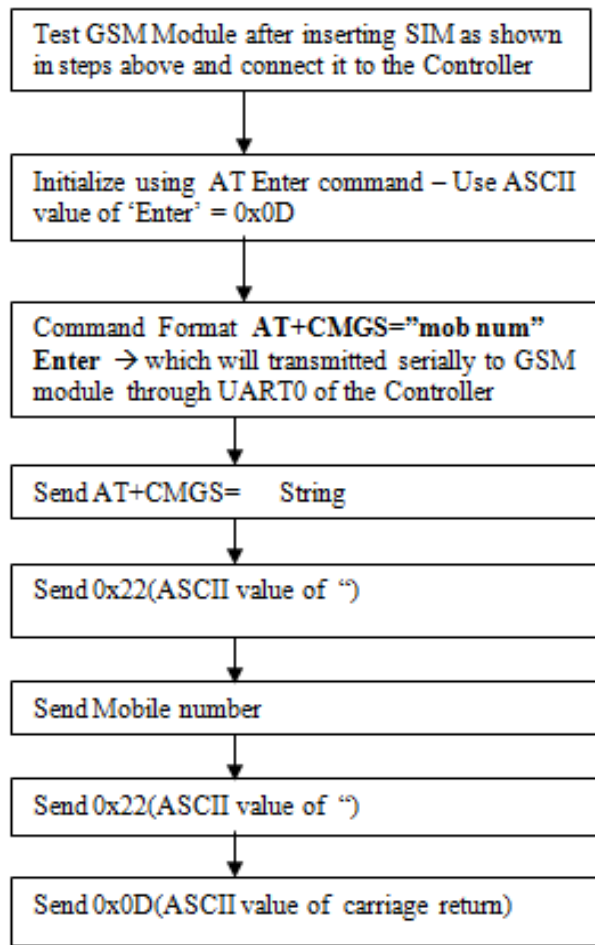 Test GSM Module after inserting SIM as shown
in steps above and connect it to the Controller
Initialize using AT Enter command – Use ASCII
value of ‘Enter’ = 0x0D
Command Format AT+CMGS=”mob num”
Enter → which will transmitted serially to GSM
module through UART0 of the Controller
Send AT+CMGS= String
Send 0x22(ASCII value of “)
Send Mobile number
Send 0x22(ASCII value of “)
Send 0x0D(ASCII value of carriage return)